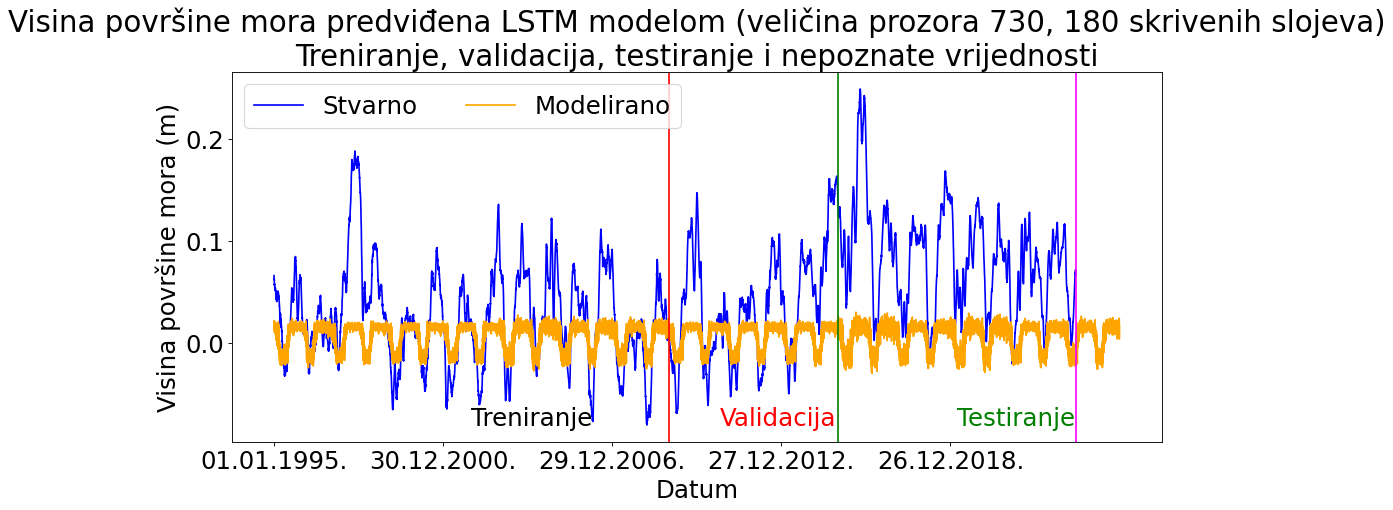 Visina površine mora predviđena LSTM modelom (veličina prozora 730, 180 skrivenih slojeva)
Treniranje, validacija, testiranje i nepoznate vrijednosti
Stvarno
Modelirano
Visina površine mora (m)
0.2
0.1
0.0
Treniranje
Validacija
Testiranje
01.01.1995.
30.12.2000.
29.12.2006.
27.12.2012.
26.12.2018.
Datum